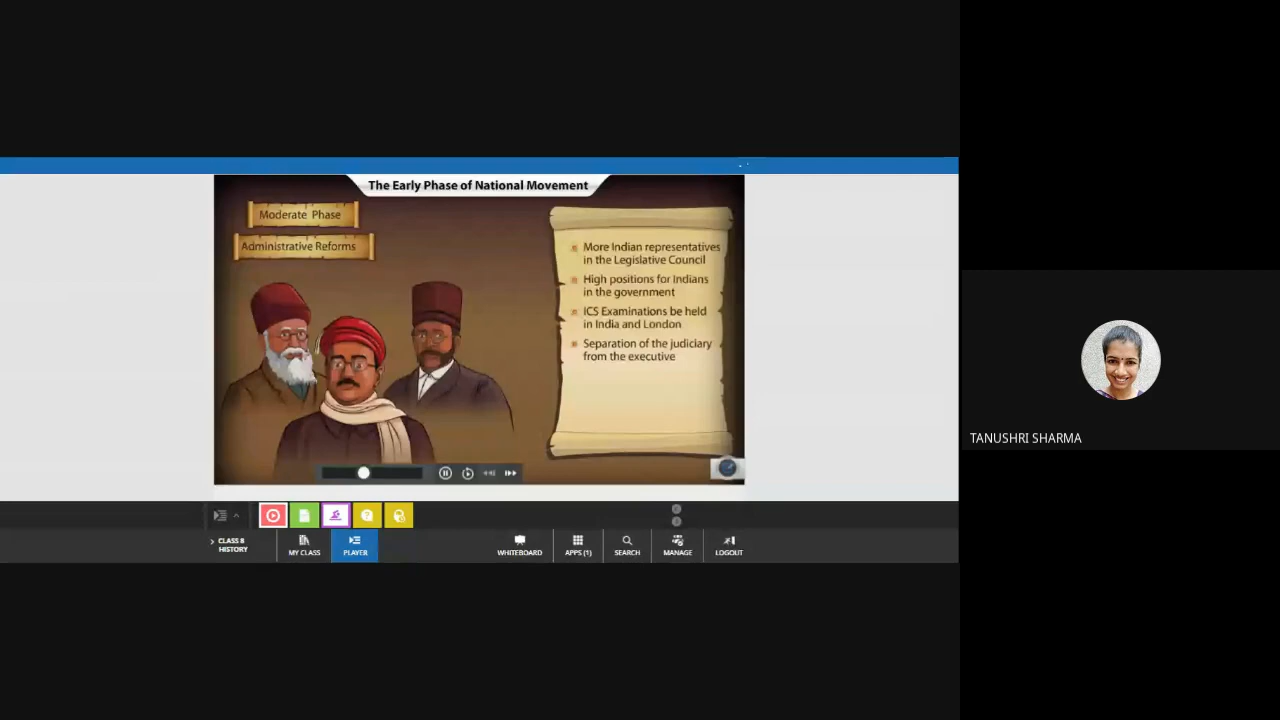 The Early Phase of National Movement
Moderate Phase
Administrative Reforms
More Indian representatives
in the Legislative Council
High positions for Indians
in the government
ICS Examinations be held
in India and London
Separation of the judiciary
from the executive
TANUSHRI SHARMA
CLASS 8
HISTORY
MY CLASS
PLAYER
WHITEBOARD
APPS (1)
SEARCH
MANAGE
LOGOUT